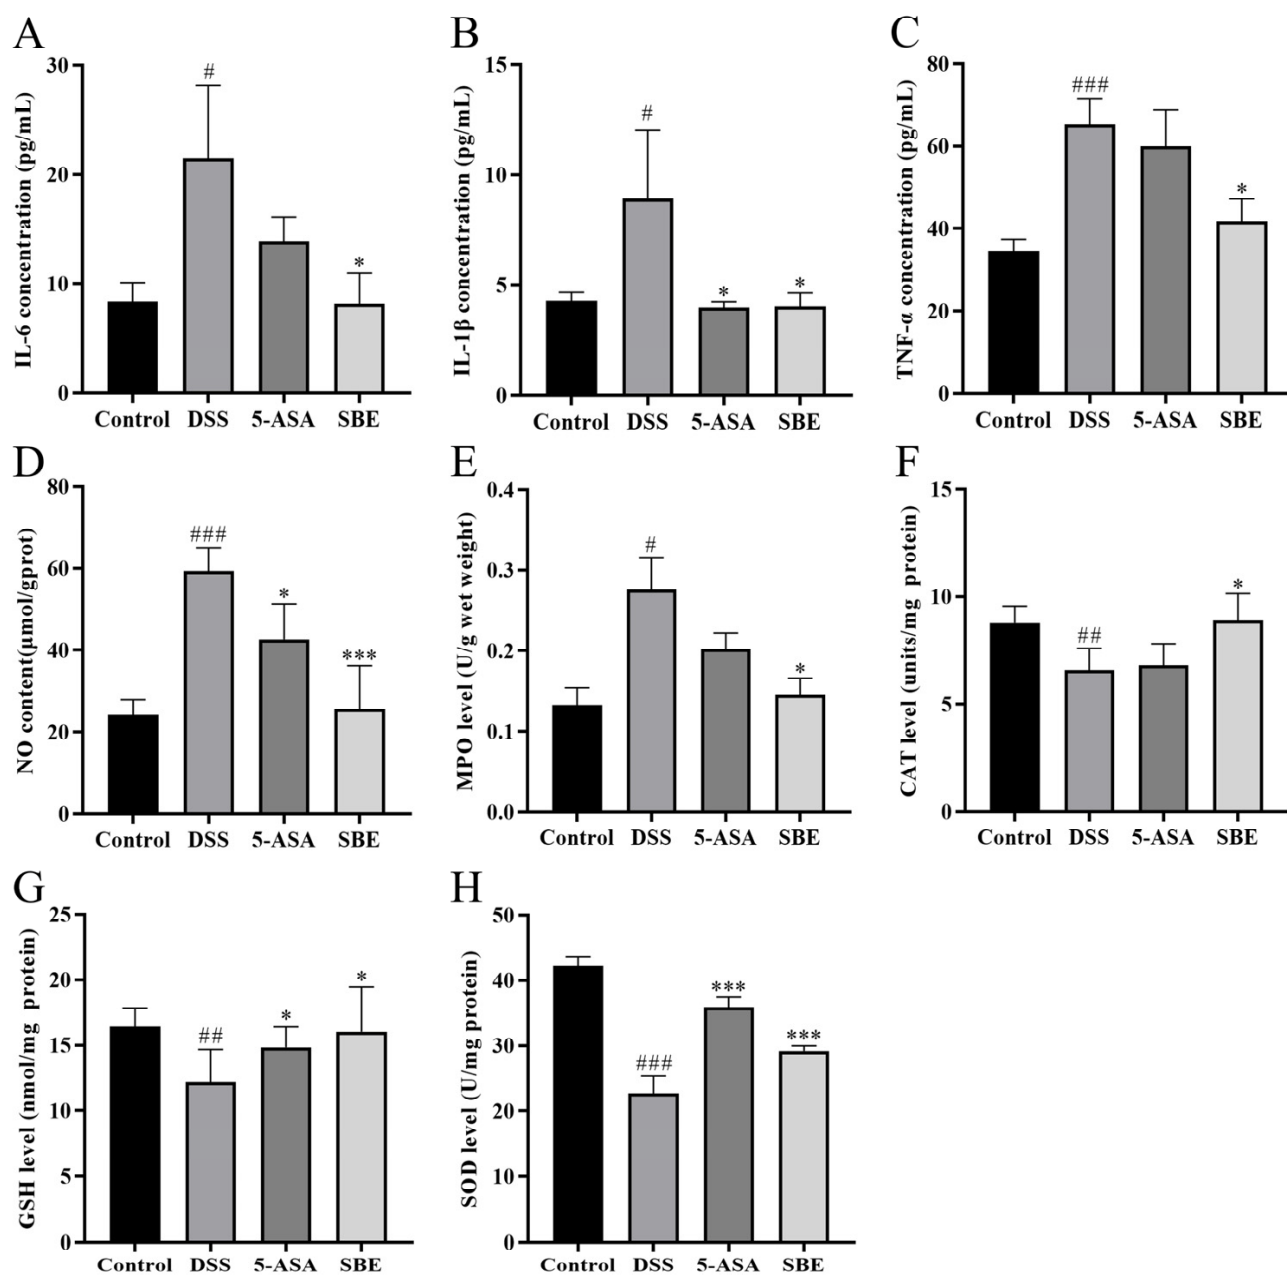 A
IL-6 concentration (pg/mL)
30
20
10
0
#
*
Control DSS 5-ASA SBE
B
IL-1β concentration (pg/mL)
15
10
5
0
#
*
*
Control DSS 5-ASA SBE
C
TNF-α concentration (pg/mL)
80
60
40
20
0
###
*
Control DSS 5-ASA SBE
D
NO content(μmol/gprot)
80
60
40
20
0
###
*
***
Control DSS 5-ASA SBE
E
MPO level (U/g wet weight)
0.4
0.3
0.2
0.1
0.0
#
*
Control DSS 5-ASA SBE
F
CAT level (units/mg protein)
15
10
5
0
##
*
Control DSS 5-ASA SBE
G
GSH level (nmol/mg protein)
25
20
15
10
5
0
##
*
*
Control DSS 5-ASA SBE
H
SOD level (U/mg protein)
50
40
30
20
10
0
###
***
***
Control DSS 5-ASA SBE